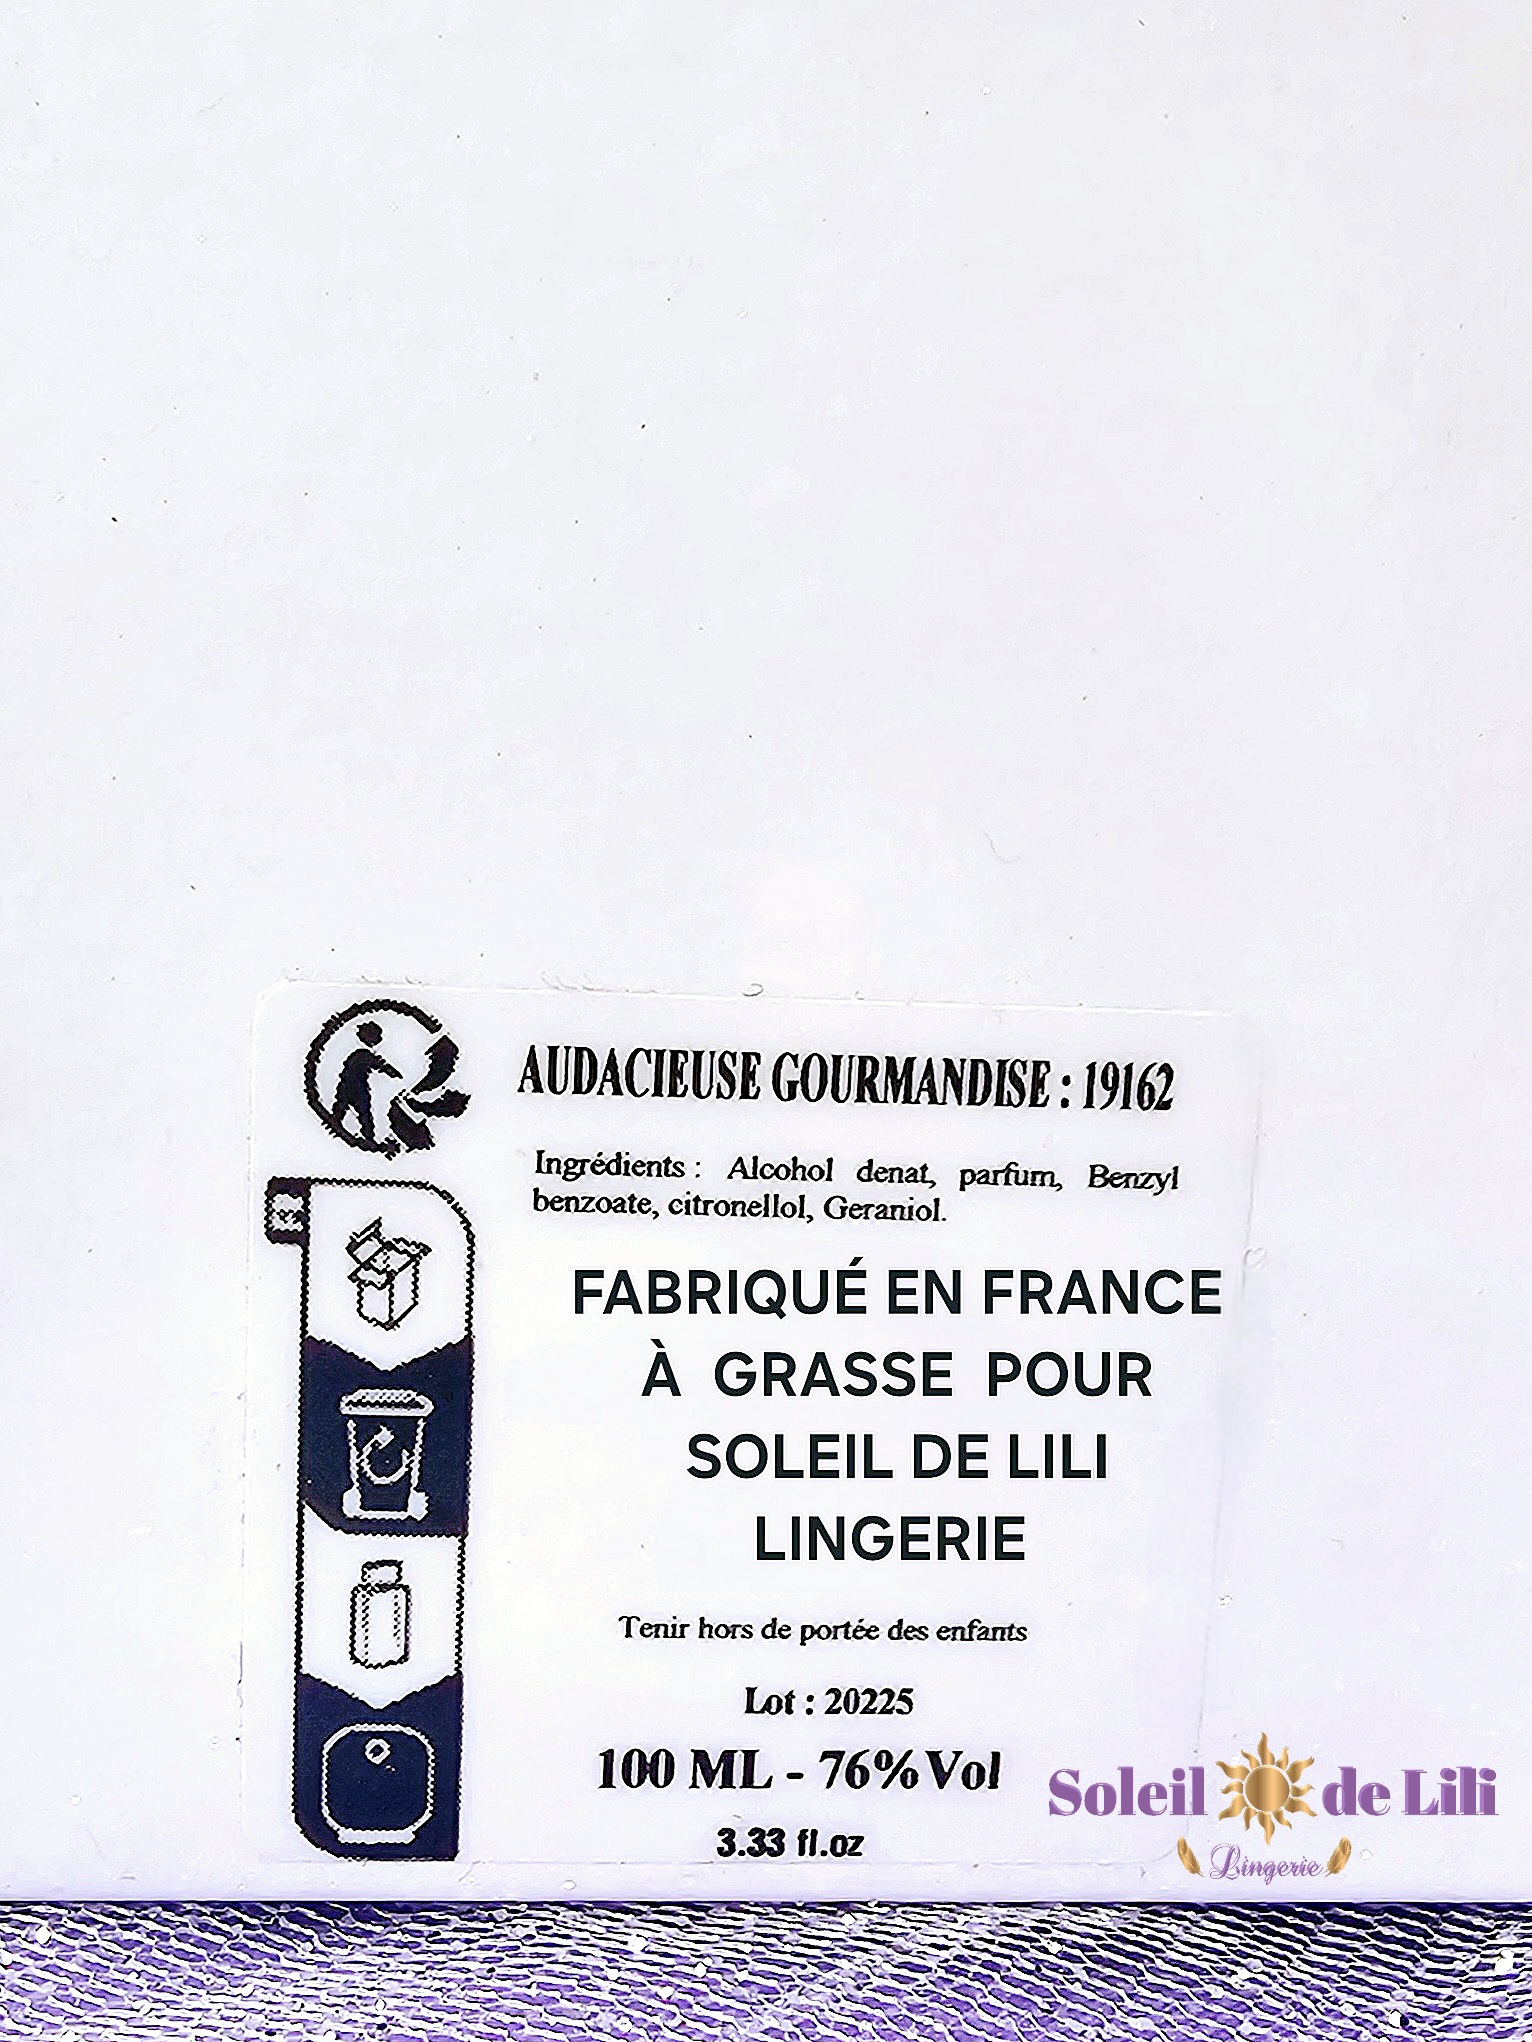 AUDACIEUSE GOURMANDISE : 19162
Ingrédients : Alcohol denat, parfum, Benzyl
benzoate, citronellol, Geraniol.
FABRIQUÉ EN FRANCE
À GRASSE POUR
SOLEIL DE LILI
LINGERIE
Tenir hors de portée des enfants
Lot : 20225
100 ML - 76% Vol
3.33 fl.oz
Soleil de Lili
Lingerie